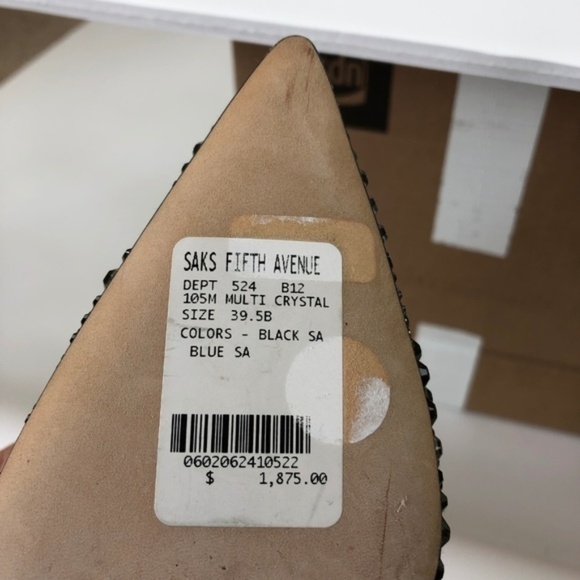 SAKS FIFTH AVENUE
DEPT 524 B12
105M MULTI CRYSTAL
SIZE 39.5B
COLORS - BLACK SA
BLUE SA
0602062410522
$ 1,875.00